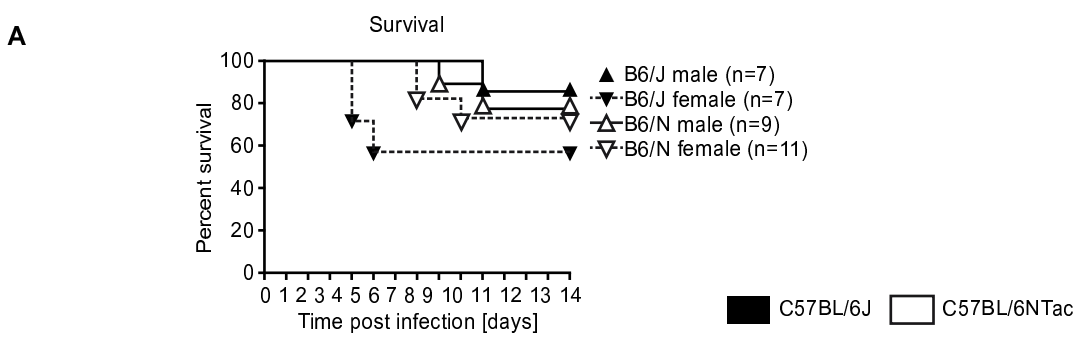 A
Survival
Percent survival
100
80
60
40
20
0
0 1 2 3 4 5 6 7 8 9 10 11 12 13 14
Time post infection [days]
B6/J male (n=7)
B6/J female (n=7)
B6/N male (n=9)
B6/N female (n=11)
C57BL/6J C57BL/6NTac